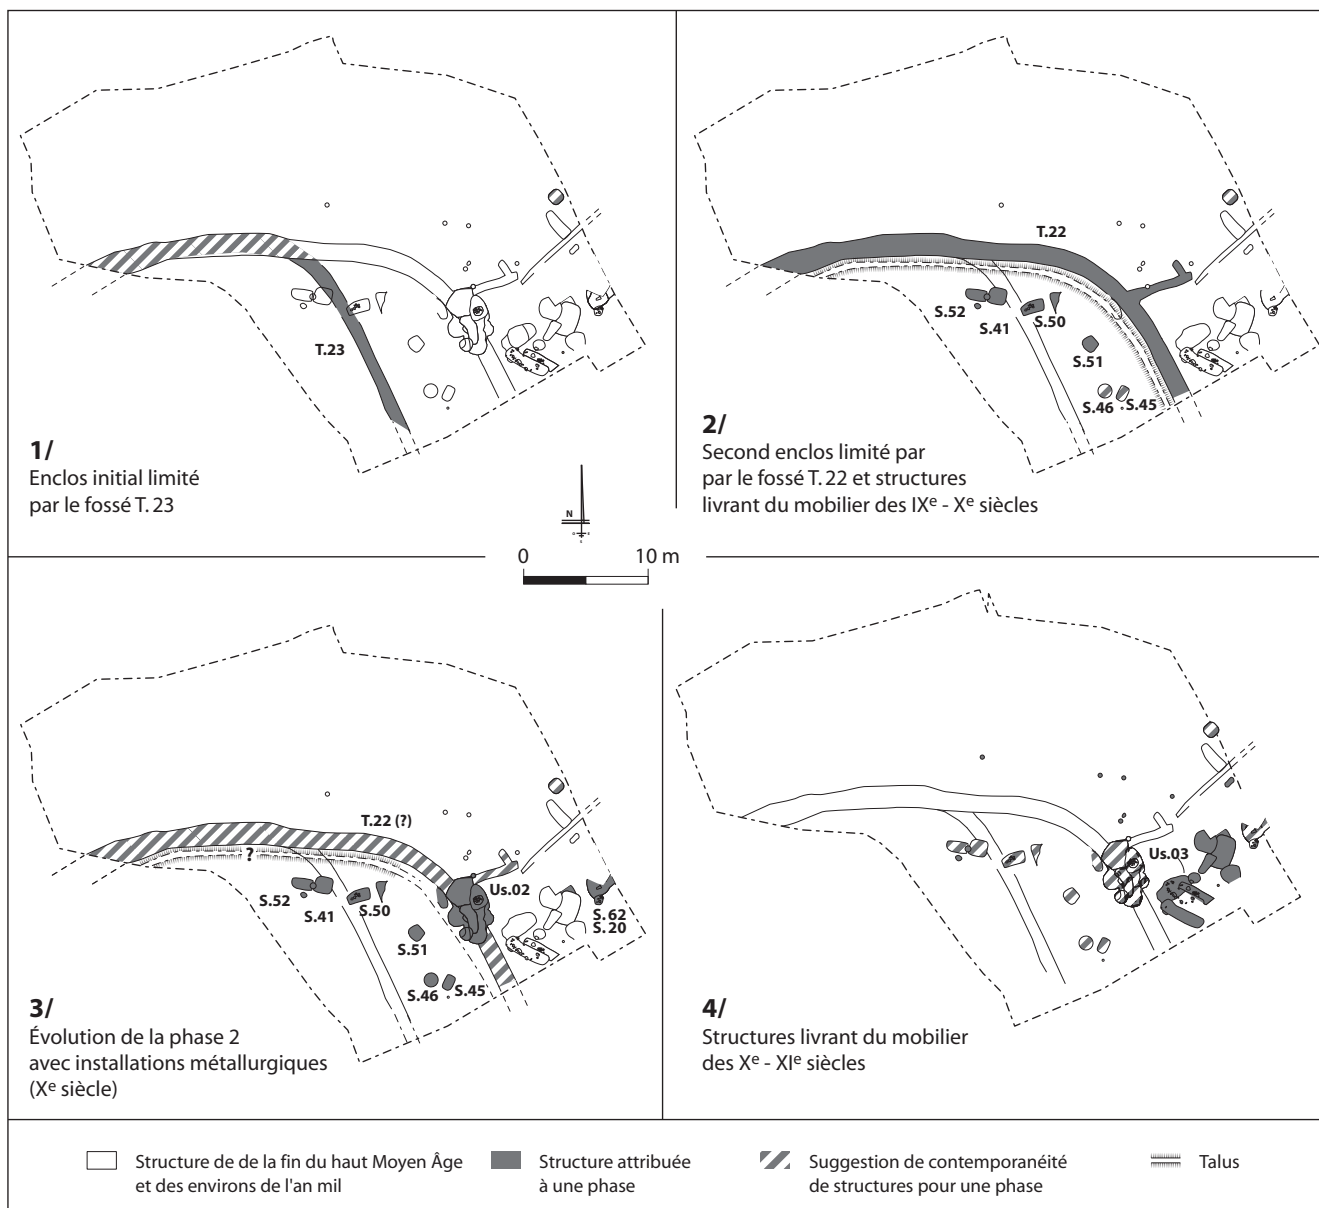 T.23
1/
Enclos initial limité
par le fossé T. 23
T.22
S.52
S.41
S.50
S.51
S.46
S.45
2/
Second enclos limité par
par le fossé T. 22 et structures
livrant du mobilier des IXe - Xe siècles
N
0 10 m
T.22 (?)
?
Us.02
S.52
S.41
S.50
S.62
S.20
S.51
S.46
S.45
3/
Évolution de la phase 2
avec installations métallurgiques
(Xe siècle)
Us.03
4/
Structures livrant du mobilier
des Xe - XIe siècles
Structure de de la fin du haut Moyen Âge
et des environs de l'an mil
Structure attribuée
à une phase
Suggestion de contemporanéité
de structures pour une phase
Talus